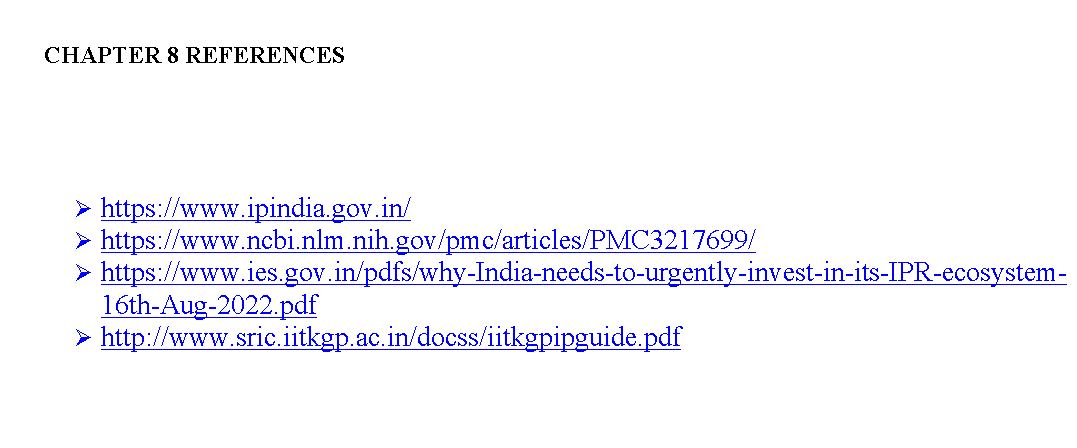 CHAPTER 8 REFERENCES
➢ https://www.ipindia.gov.in/
➢ https://www.ncbi.nlm.nih.gov/pmc/articles/PMC3217699/
➢ https://www.ies.gov.in/pdfs/why-India-needs-to-urgently-invest-in-its-IPR-ecosystem-
16th-Aug-2022.pdf
➢ http://www.sric.iitkgp.ac.in/docss/iitkgpipguide.pdf